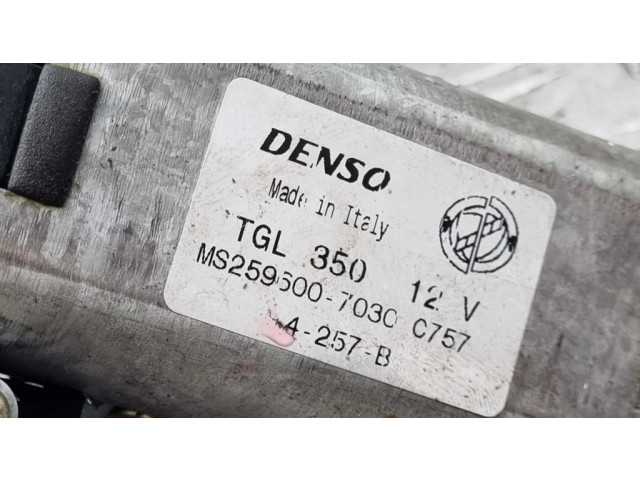 DENSO
Made in Italy
TGL 350 12 V
MS259600-7030 C757
4-257-B